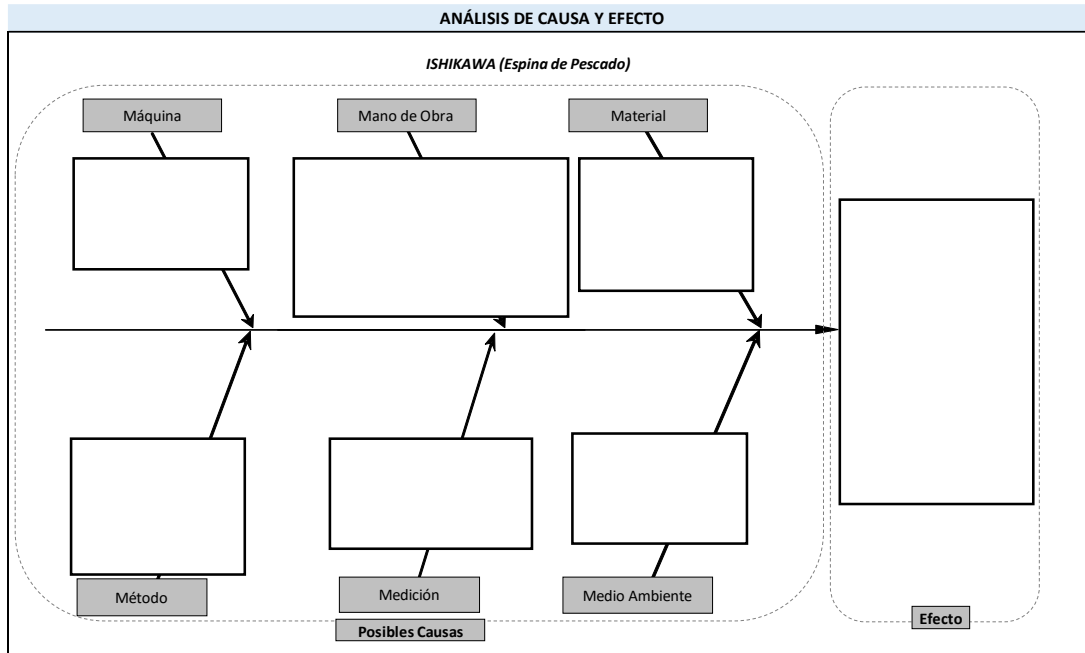 ANÁLISIS DE CAUSA Y EFECTO
ISHIKAWA (Espina de Pescado)
Máquina
Mano de Obra
Material
Método
Medición
Medio Ambiente
Posibles Causas
Efecto